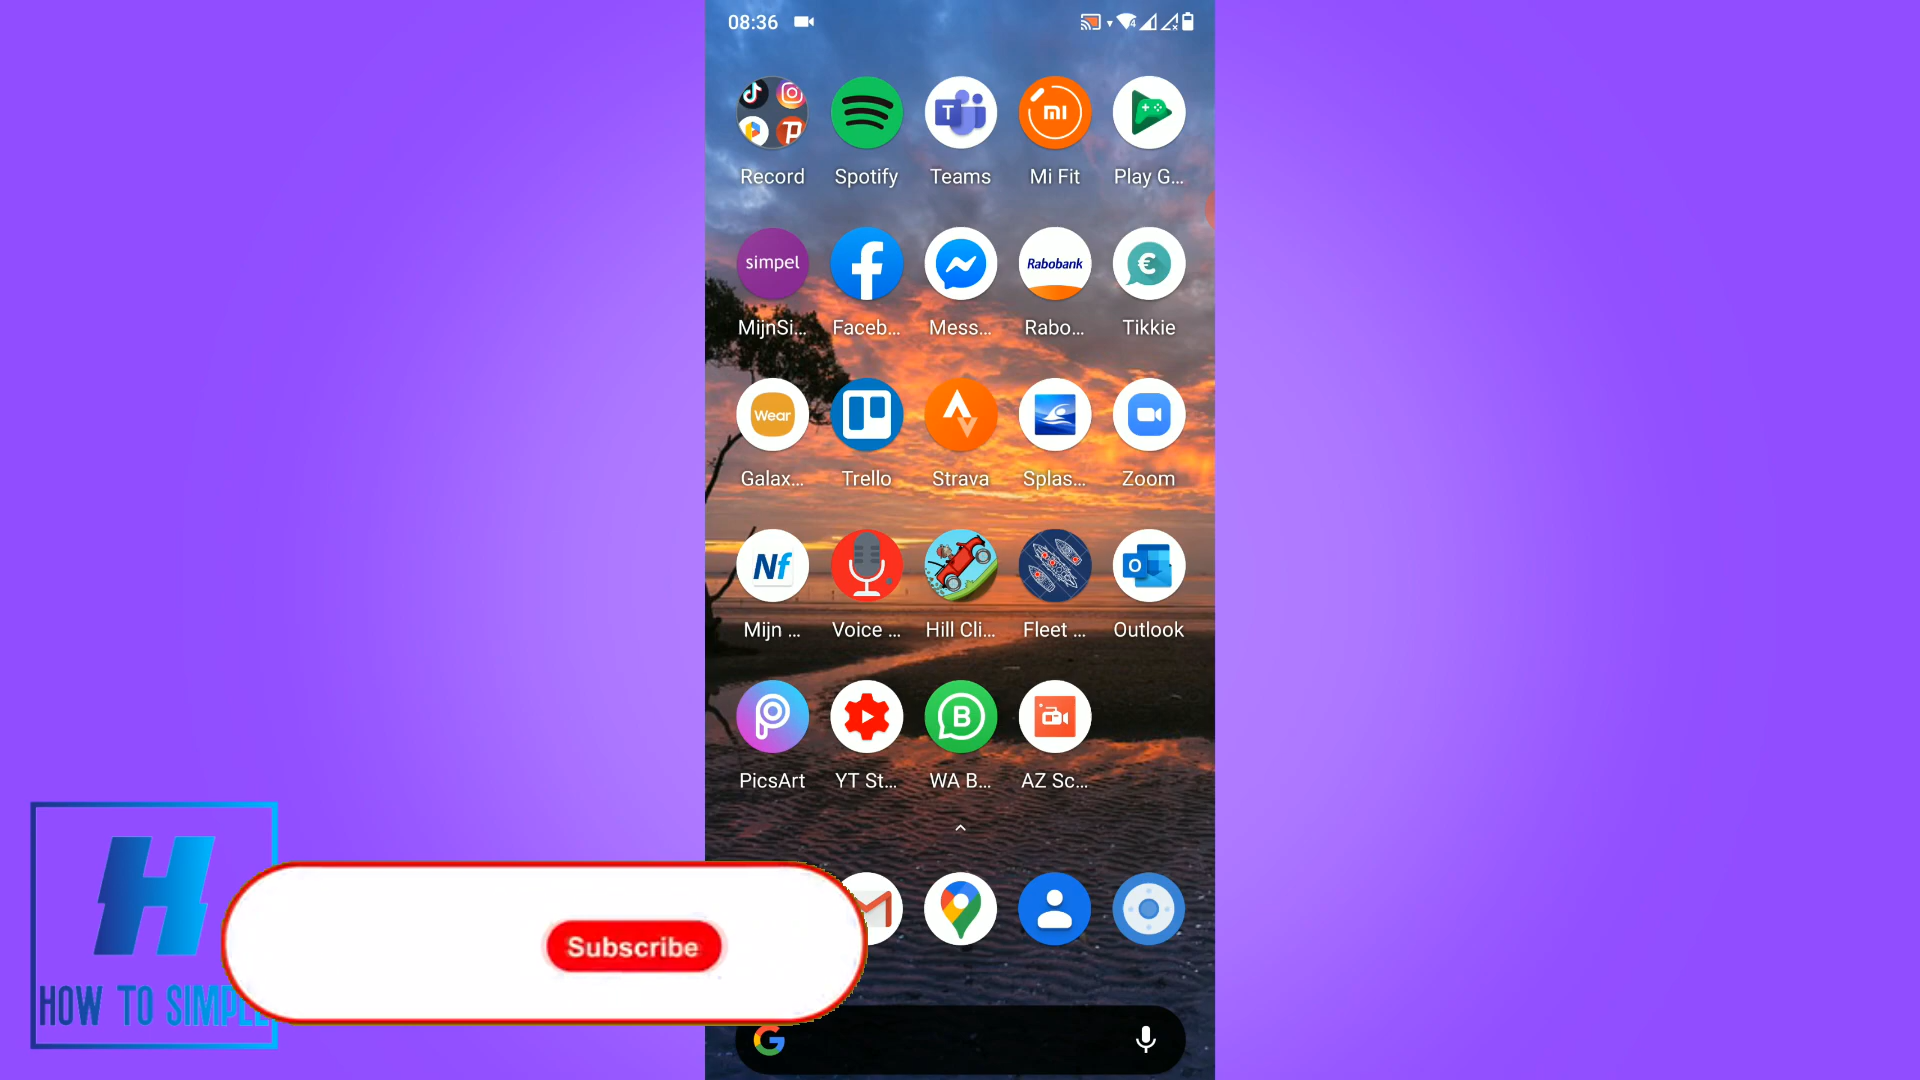 08:36
Record Spotify Teams Mi Fit Play G...
simpel Rabobank
MijnSi... Faceb... Mess... Rabo... Tikkie
Wear
Galax... Trello Strava Splas... Zoom
Nf
Mijn ... Voice ... Hill Cli... Fleet ... Outlook
PicsArt YT St... WA B... AZ Sc...
H
Subscribe
HOW TO SIMPLE